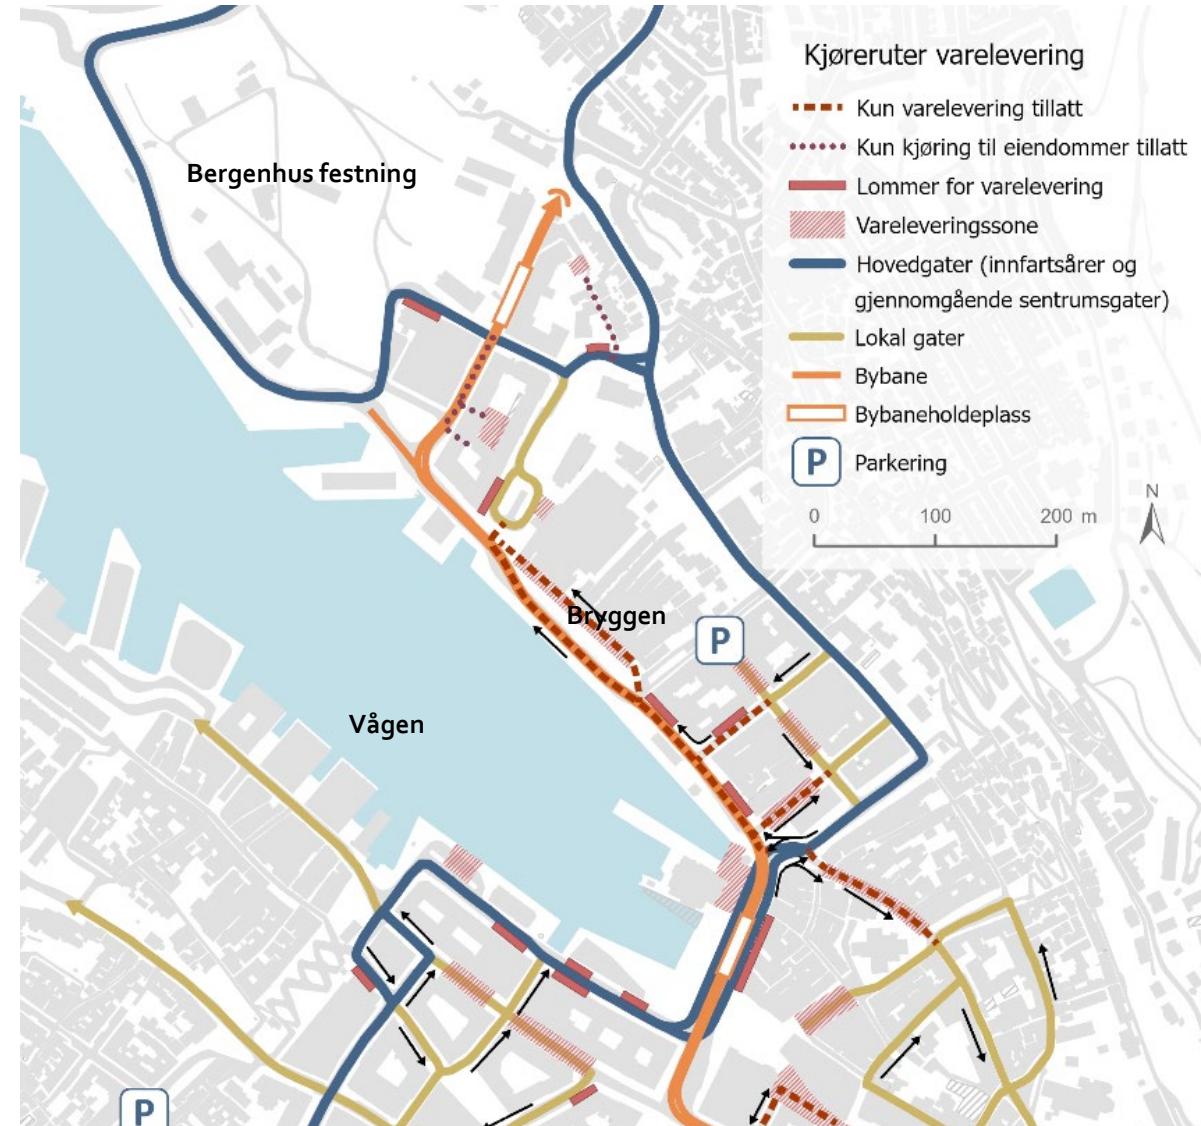 Kjøreruter varelevering
Kun varelevering tillatt
Kun kjøring til eiendommer tillatt
Lommer for varelevering
Vareleveringssone
Hovedgater (innfartsårer og
gjennomgående sentrumsgater)
Lokal gater
Bybane
Bybaneholdeplass
P Parkering
0 100 200 m
N
Bergenhus festning
Bryggen
P
Vågen
P